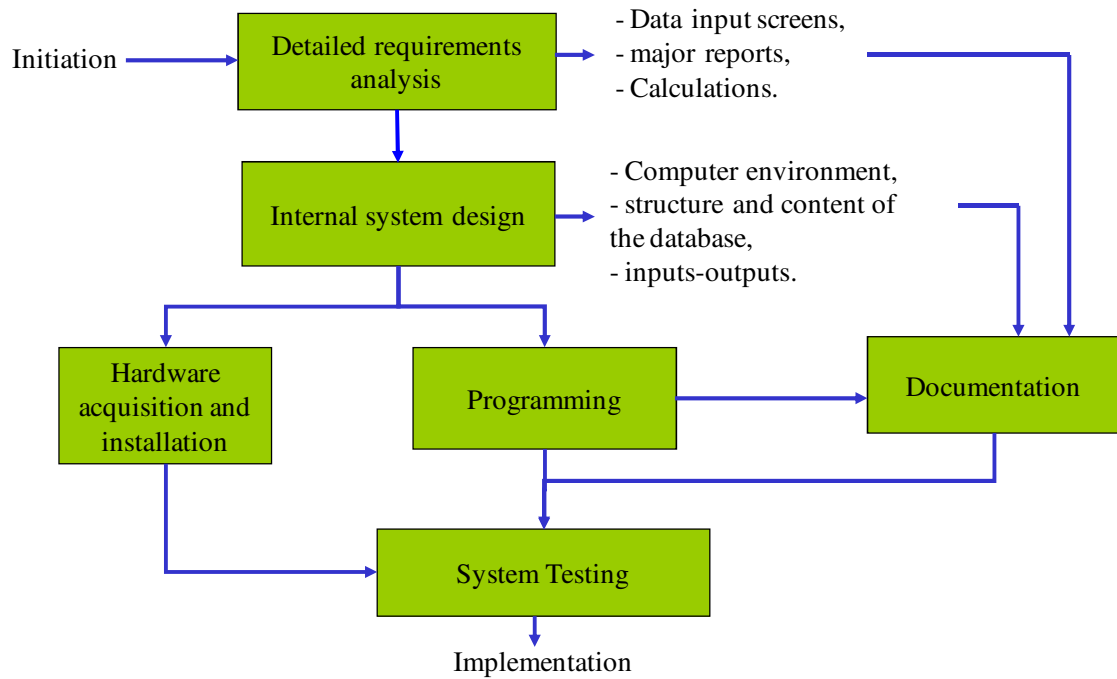 Initiation
Detailed requirements
analysis
- Data input screens,
- major reports,
- Calculations.
Internal system design
- Computer environment,
- structure and content of
the database,
- inputs-outputs.
Hardware
acquisition and
installation
Programming
Documentation
System Testing
Implementation